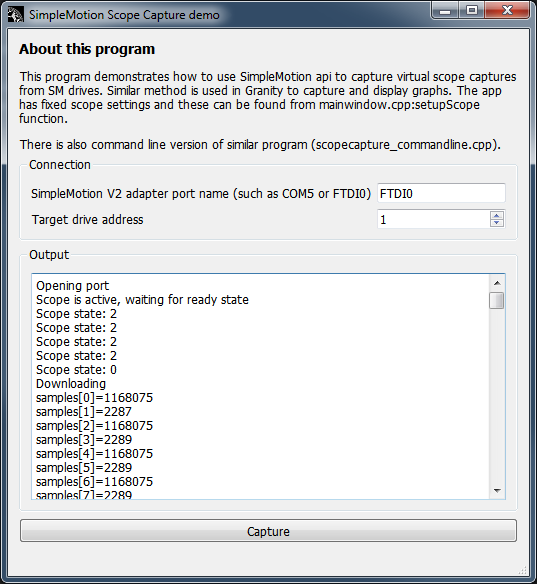 SimpleMotion Scope Capture demo
About this program
This program demonstrates how to use SimpleMotion api to capture virtual scope captures
from SM drives. Similar method is used in Granity to capture and display graphs. The app
has fixed scope settings and these can be found from mainwindow.cpp:setupScope
function.
There is also command line version of similar program (scopecapture_commandline.cpp).
Connection
SimpleMotion V2 adapter port name (such as COM5 or FTDI0) FTDI0
Target drive address 1
Output
Opening port
Scope is active, waiting for ready state
Scope state: 2
Scope state: 2
Scope state: 2
Scope state: 2
Scope state: 0
Downloading
samples[0]=1168075
samples[1]=2287
samples[2]=1168075
samples[3]=2289
samples[4]=1168075
samples[5]=2289
samples[6]=1168075
samples[7]=2289
Capture